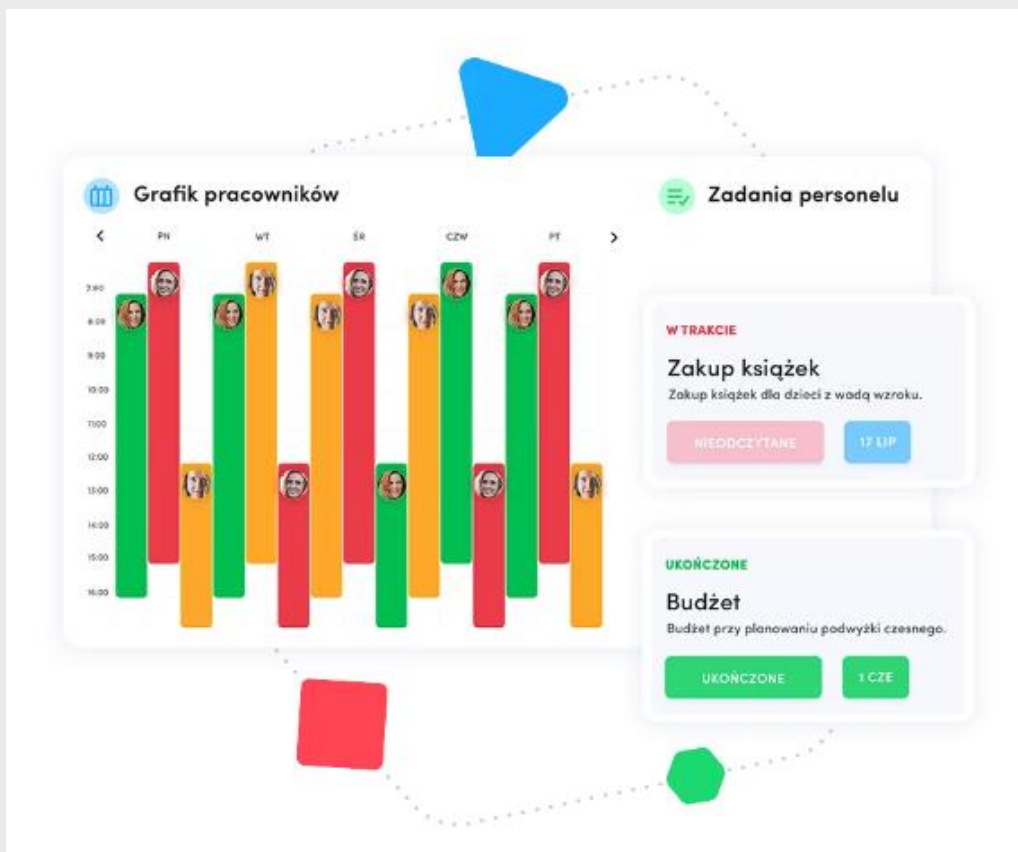 Grafik pracowników
PN WT ŚR CZW PT
7:00
8:00
9:00
10:00
11:00
12:00
13:00
14:00
15:00
16:00
Zadania personelu
W TRAKCIE
Zakup książek
Zakup książek dla dzieci z wadą wzroku.
NIEODCZYTANE 17 LIP
UKOŃCZONE
Budżet
Budżet przy planowaniu podwyżki czesnego.
UKOŃCZONE 1 CZE